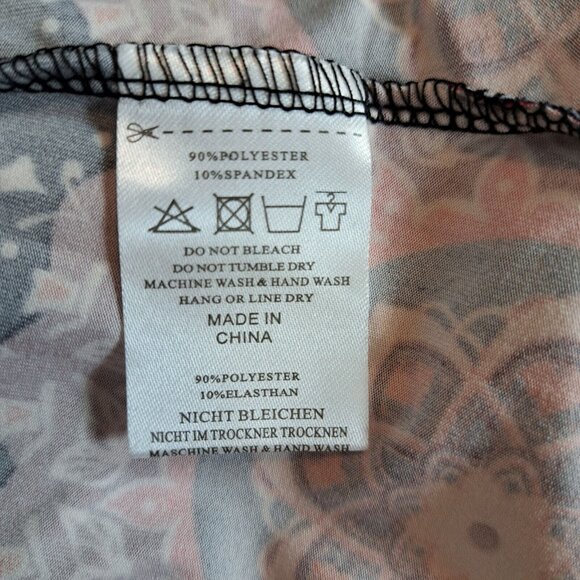 90%POLYESTER
10%SPANDEX
DO NOT BLEACH
DO NOT TUMBLE DRY
MACHINE WASH & HAND WASH
HANG OR LINE DRY
MADE IN
CHINA
90%POLYESTER
10%ELASTHAN
NICHT BLEICHEN
NICHT IM TROCKNER TROCKNEN
MASCHINE WASH & HAND WASH